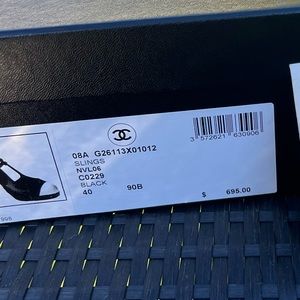 08A G26113X01012
SLINGS
NVL06
C0229
BLACK
40 90B
3 572621 630906
$ 695.00